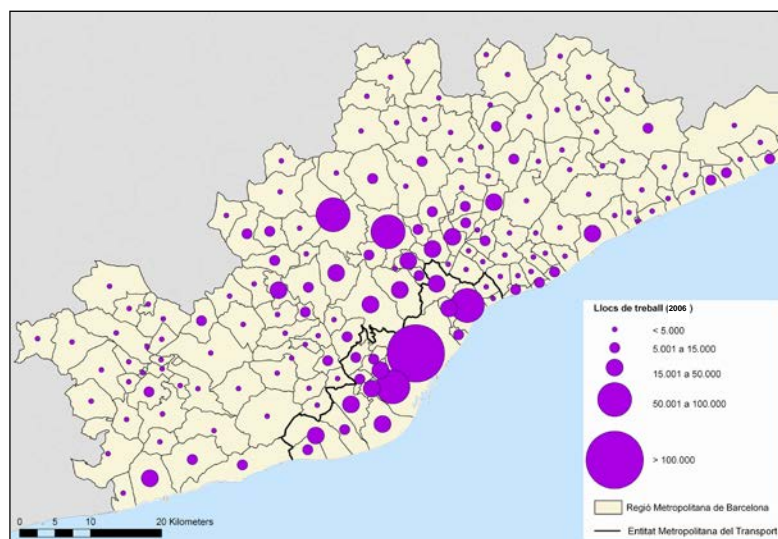 Llocs de treball (2006 )
< 5.000
5.001 a 15.000
15.001 a 50.000
50.001 a 100.000
> 100.000
Regió Metropolitana de Barcelona
Entitat Metropolitana del Transport
0 5 10 20 Kilometers